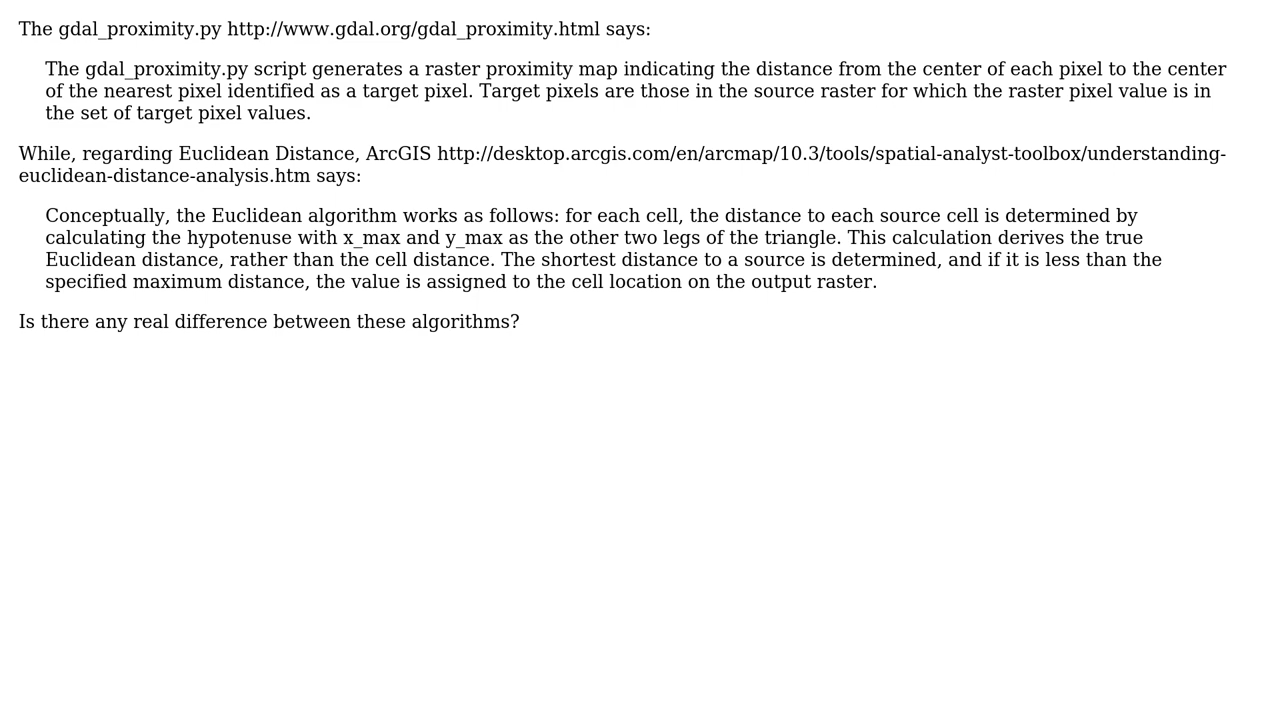 The gdal_proximity.py http://www.gdal.org/gdal_proximity.html says:
The gdal_proximity.py script generates a raster proximity map indicating the distance from the center of each pixel to the center
of the nearest pixel identified as a target pixel. Target pixels are those in the source raster for which the raster pixel value is in
the set of target pixel values.
While, regarding Euclidean Distance, ArcGIS http://desktop.arcgis.com/en/arcmap/10.3/tools/spatial-analyst-toolbox/understanding-
euclidean-distance-analysis.htm says:
Conceptually, the Euclidean algorithm works as follows: for each cell, the distance to each source cell is determined by
calculating the hypotenuse with x_max and y_max as the other two legs of the triangle. This calculation derives the true
Euclidean distance, rather than the cell distance. The shortest distance to a source is determined, and if it is less than the
specified maximum distance, the value is assigned to the cell location on the output raster.
Is there any real difference between these algorithms?